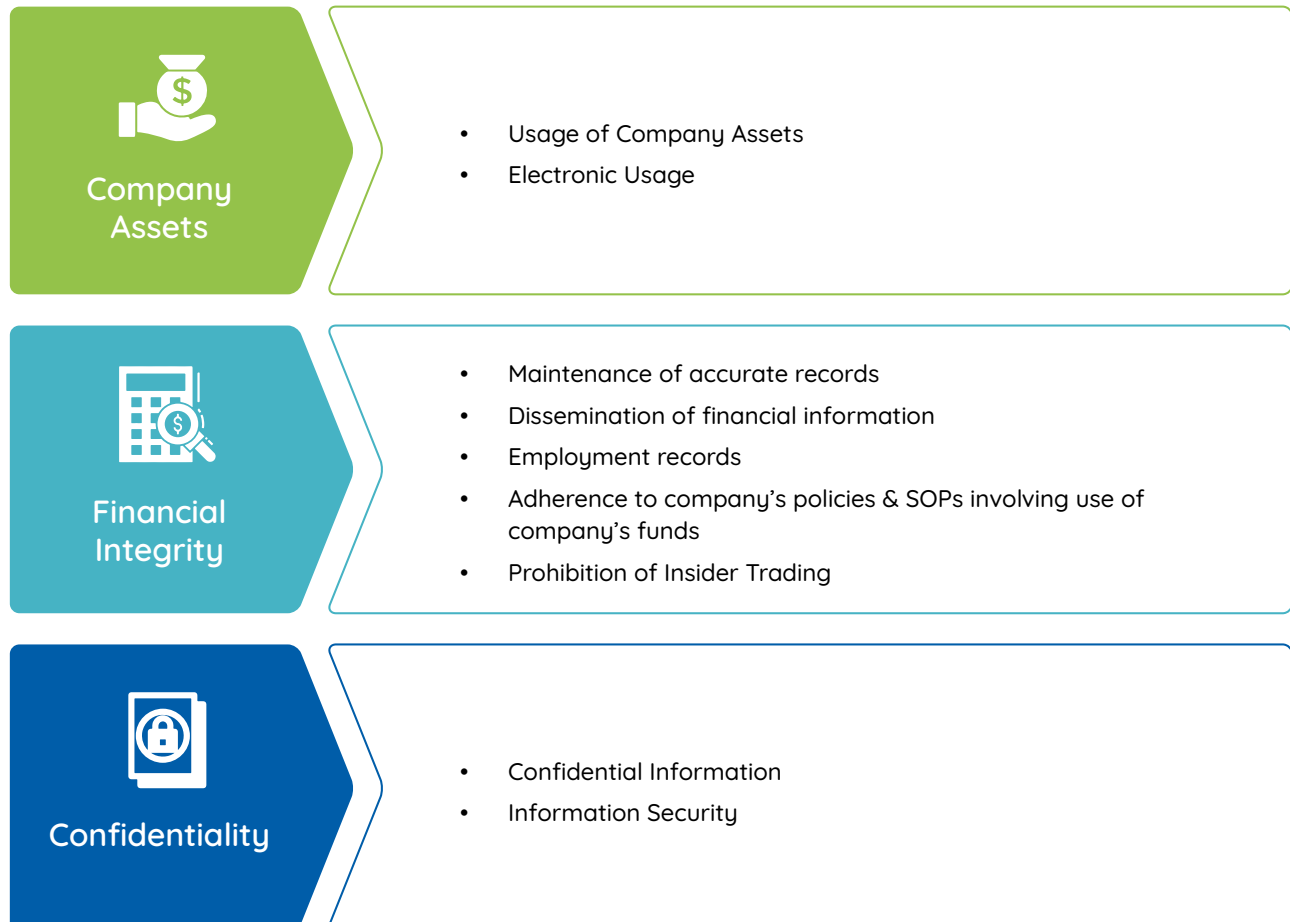 $
Company
Assets
• Usage of Company Assets
• Electronic Usage
$
Financial
Integrity
• Maintenance of accurate records
• Dissemination of financial information
• Employment records
• Adherence to company’s policies & SOPs involving use of
company’s funds
• Prohibition of Insider Trading
Confidentiality
• Confidential Information
• Information Security